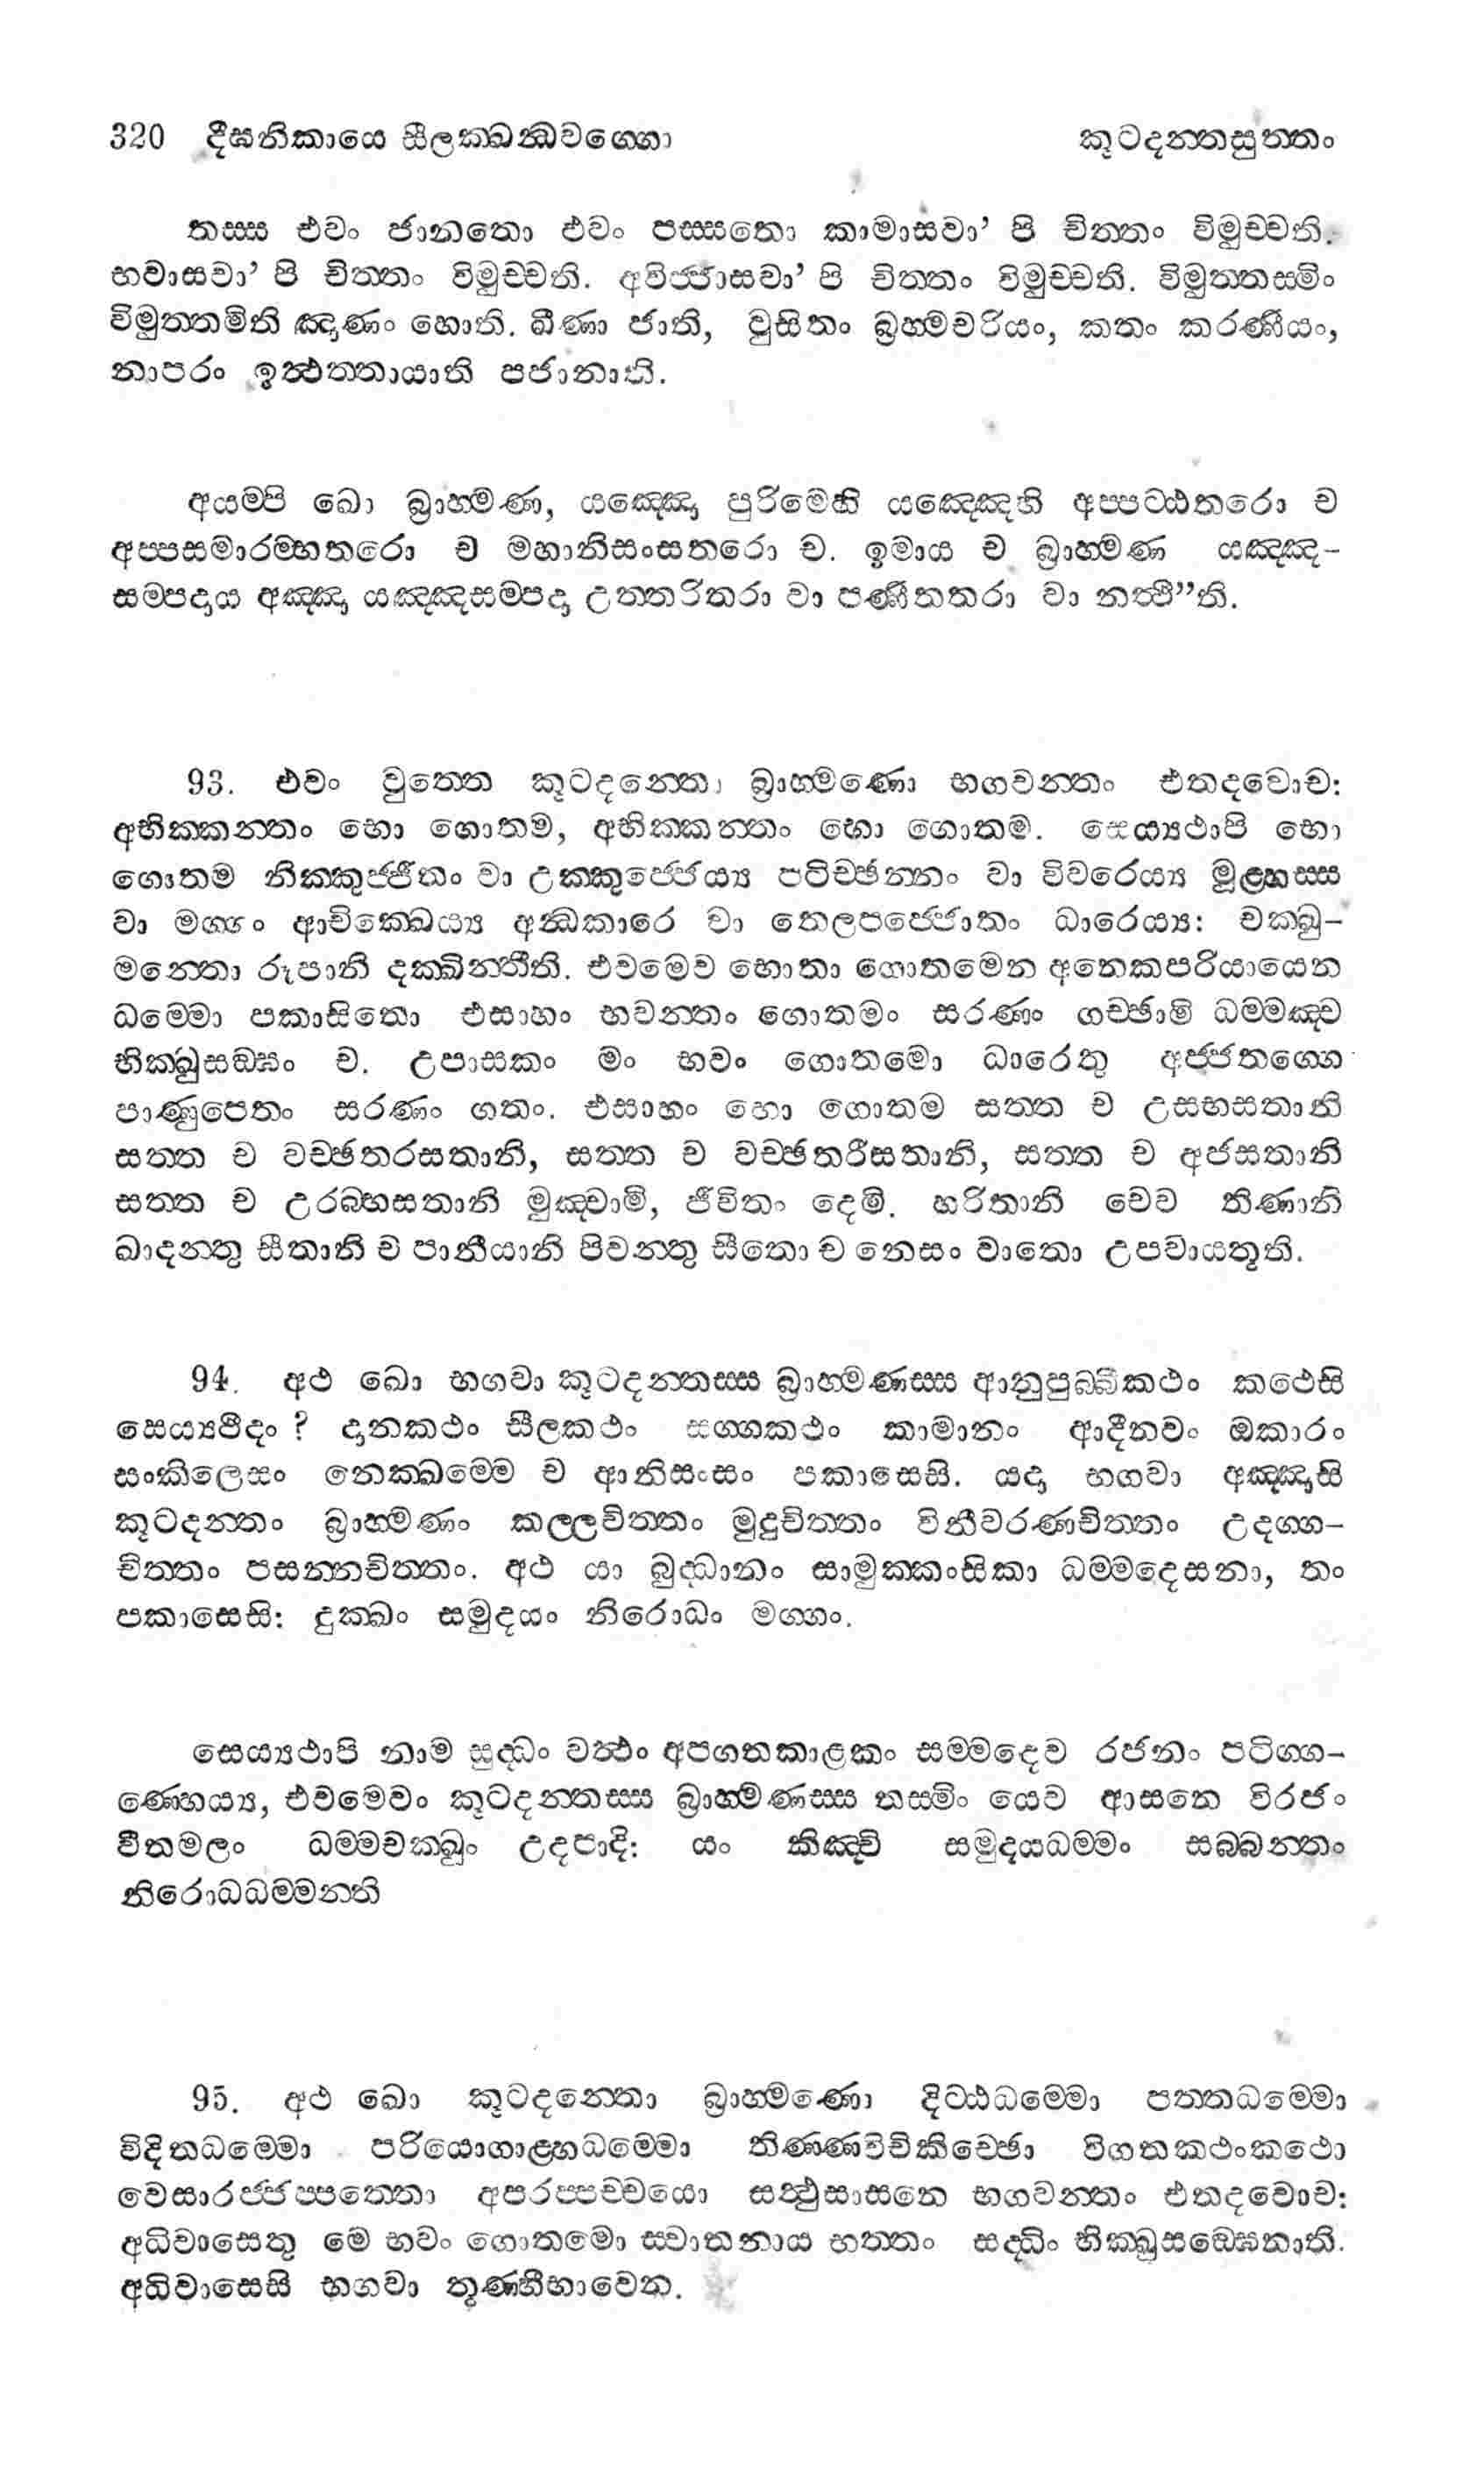 320 දීඝනිකායෙ සීලක්ඛන්ධවග්ගො කූටදන්තසුත්තං
තස්ස එවං ජානතො එවං පස්සතො කාමාසවා’ පි චිත්තං විමුච්චති.
භවාසවා’ පි චිත්තං විමුච්චති. අවිජ්ජාසවා’ පි චිත්තං විමුච්චති. විමුත්තස්මිං
විමුත්තමිති ඤාණං හොති. ඛීණා ජාති, වුසිතං බ්‍රහ්මචරියං, කතං කරණීයං,
නාපරං ඉත්ථත්තායාති පජානාති.
අයම්පි ඛො බ්‍රාහ්මණ, යඤ්ඤො පුරිමෙහි යඤ්ඤෙහි අප්පට්ඨතරො ච
අප්පසමාරම්භතරො ච මහානිසංසතරො ච. ඉමාය ච බ්‍රාහ්මණ යඤ්ඤ-
සම්පදාය අඤ්ඤා යඤ්ඤසම්පදා උත්තරිතරා වා පණීතතරා වා නත්ථී”ති.
93. එවං වුත්තෙ කූටදන්තො බ්‍රාහ්මණො භගවන්තං එතදවොච:
අභික්කන්තං භො ගොතම, අභික්කන්තං භො ගොතම. සෙය්‍යථාපි භො
ගොතම නික්කුජ්ජිතං වා උක්කුජ්ජෙය්‍ය පටිච්ඡන්නං වා විවරෙය්‍ය මූළ්හස්ස
වා මග්ගං ආචික්ඛෙය්‍ය අන්ධකාරෙ වා තෙලපජ්ජොතං ධාරෙය්‍ය: චක්ඛු-
මන්තො රූපානි දක්ඛින්තීති. එවමෙව භොතා ගොතමෙන අනෙකපරියායෙන
ධම්මො පකාසිතො එසාහං භවන්තං ගොතමං සරණං ගච්ඡාමි ධම්මඤ්ච
භික්ඛුසඞ්ඝං ච. උපාසකං මං භවං ගොතමො ධාරෙතු අජ්ජතග්ගෙ
පාණුපෙතං සරණං ගතං. එසාහං භො ගොතම සත්ත ච උසභසතානි
සත්ත ච වච්ඡතරසතානි, සත්ත ච වච්ඡතරීසතානි, සත්ත ච අජසතානි
සත්ත ච උරබ්භසතානි මුඤ්චාමි, ජීවිතං දෙමි. හරිතානි චෙව තිණානි
ඛාදන්තු සීතානි ච පානීයානි පිවන්තු සීතො ච නෙසං වාතො උපවායතූති.
94. අථ ඛො භගවා කූටදන්තස්ස බ්‍රාහ්මණස්ස ආනුපුබ්බීකථං කථෙසි
සෙය්‍යථීදං ? දානකථං සීලකථං සග්ගකථං කාමානං ආදීනවං ඔකාරං
සංකිලෙසං නෙක්ඛම්මෙ ච ආනිසංසං පකාසෙසි. යදා භගවා අඤ්ඤාසි
කූටදන්තං බ්‍රාහ්මණං කල්ලචිත්තං මුදුචිත්තං විනීවරණචිත්තං උදග්ග-
චිත්තං පසන්නචිත්තං. අථ යා බුද්ධානං සාමුක්කංසිකා ධම්මදෙසනා, තං
පකාසෙසි: දුක්ඛං සමුදයං නිරොධං මග්ගං.
සෙය්‍යථාපි නාම සුද්ධං වත්ථං අපගතකාළකං සම්මදෙව රජනං පටිග්ග-
ණ්හෙය්‍ය, එවමෙවං කූටදන්තස්ස බ්‍රාහ්මණස්ස තස්මිං යෙව ආසනෙ විරජං
වීතමලං ධම්මචක්ඛුං උදපාදි: යං කිඤ්චි සමුදයධම්මං සබ්බන්තං
නිරොධධම්මන්ති
95. අථ ඛො කූටදන්තො බ්‍රාහ්මණො දිට්ඨධම්මො පත්තධම්මො
විදිතධම්මො පරියොගාළ්හධම්මො තිණ්ණවිචිකිච්ඡො විගතකථංකථො
වෙසාරජ්ජප්පත්තො අපරප්පච්චයො සත්ථුසාසනෙ භගවන්තං එතදවොච:
අධිවාසෙතු මෙ භවං ගොතමො ස්වාතනාය භත්තං සද්ධිං භික්ඛුසඞ්ඝෙනාති.
අධිවාසෙසි භගවා තුණ්හීභාවෙන.